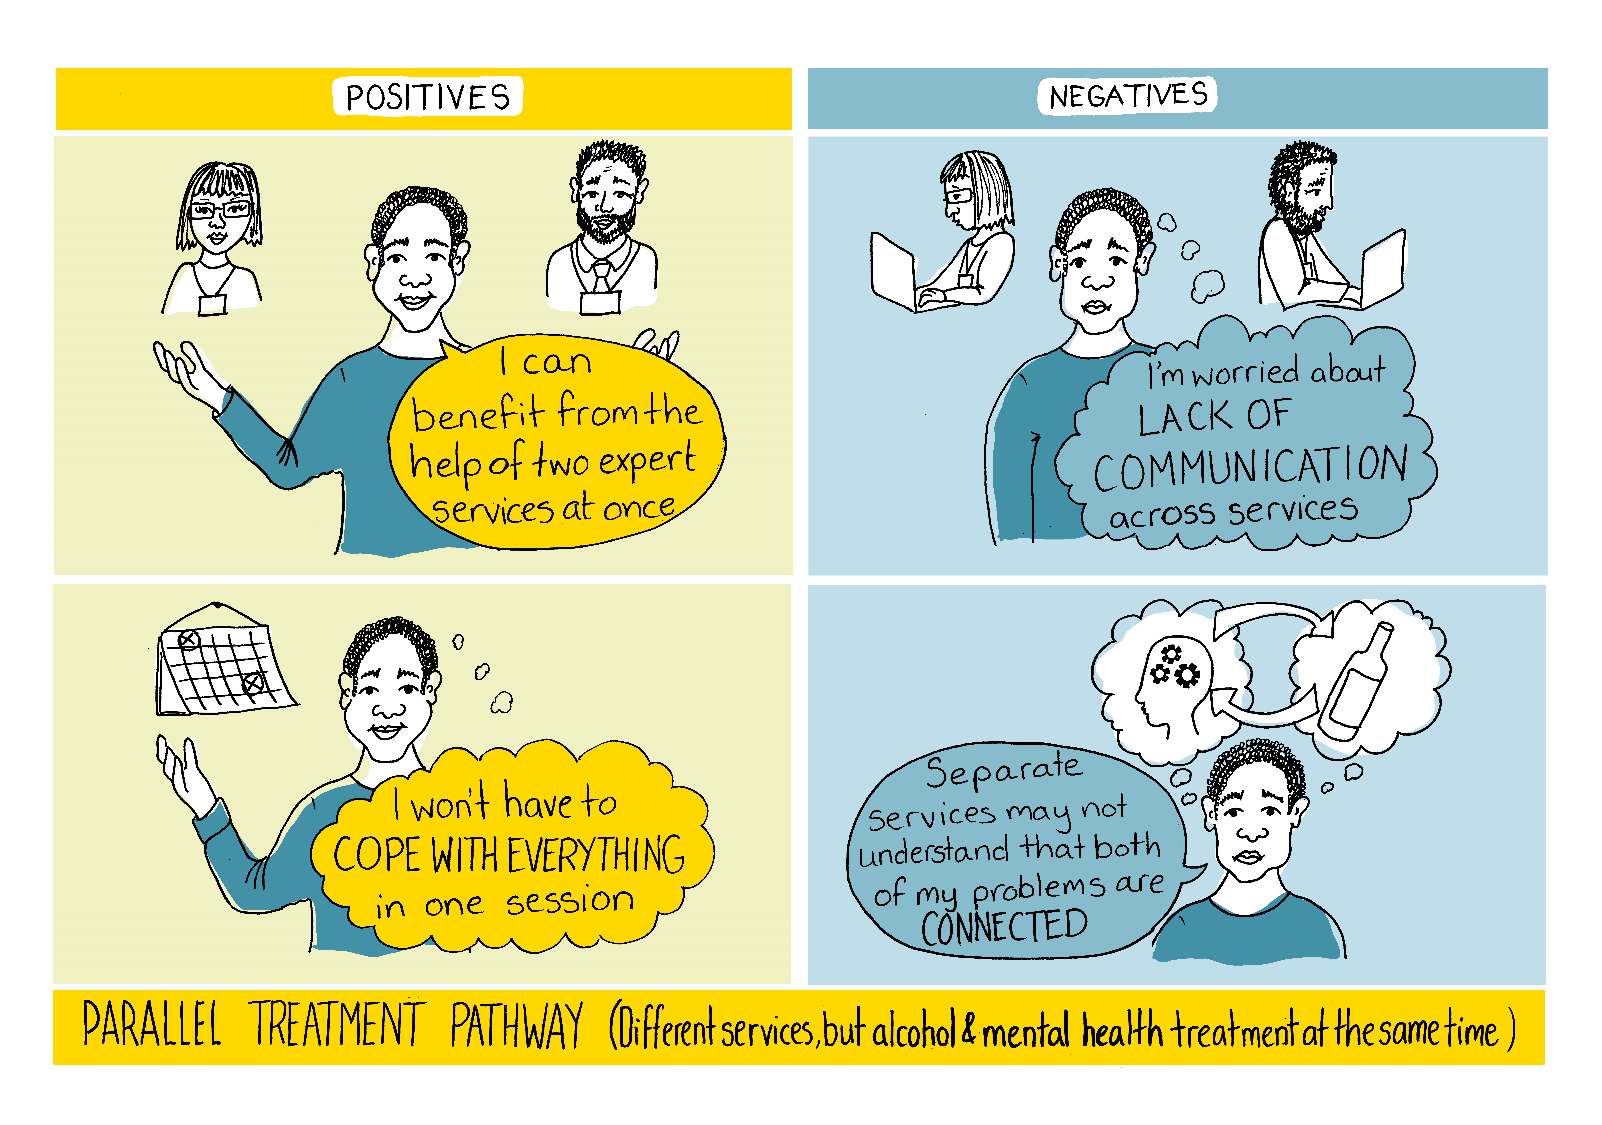 POSITIVES
NEGATIVES
I can
benefit from the
help of two expert
services at once
I'm worried about
LACK OF
COMMUNICATION
across services
I won't have to
COPE WITH EVERYTHING
in one session
Separate
services may not
understand that both
of my problems are
CONNECTED
PARALLEL TREATMENT PATHWAY (Different services, but alcohol & mental health treatment at the same time)